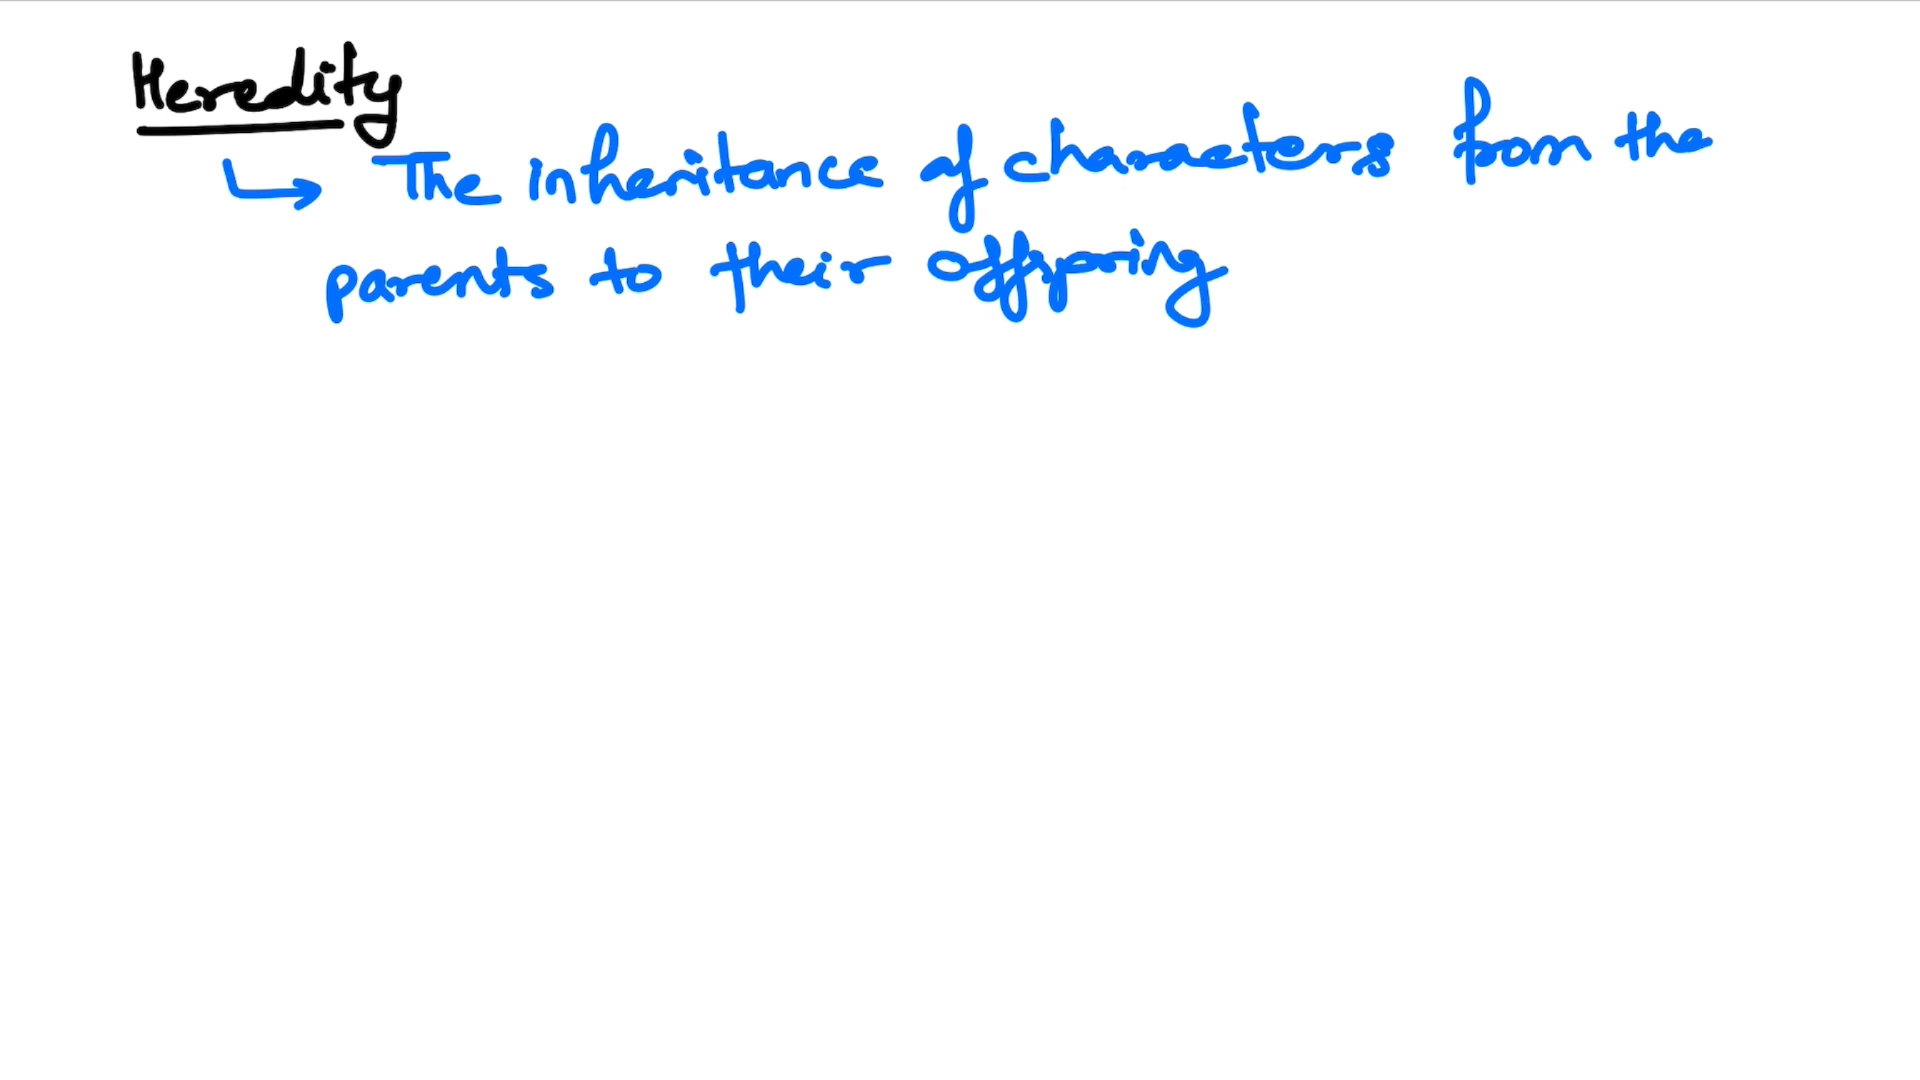 Heredity
↳ The inheritance of characters from the
parents to their offspring